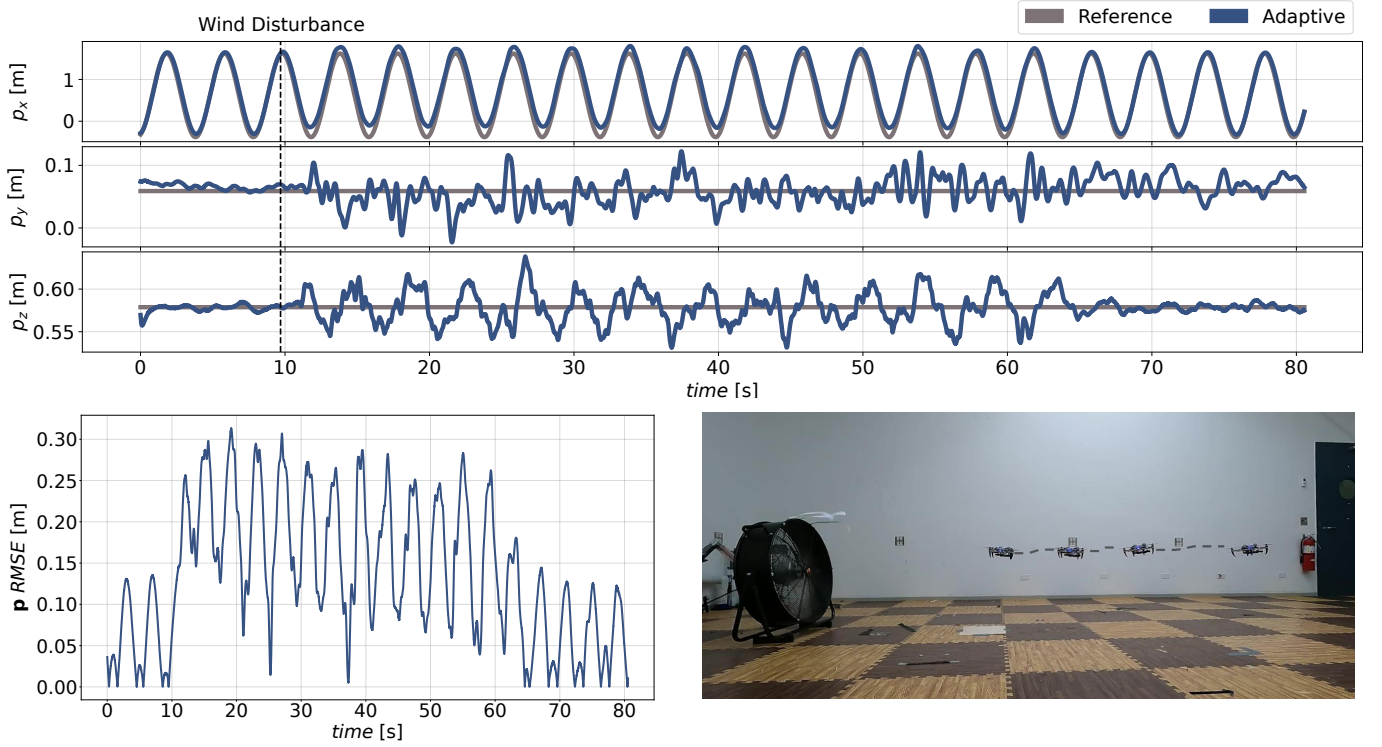 Wind Disturbance
Reference Adaptive
p_x [m]
1
0
p_y [m]
0.1
0.0
p_z [m]
0.60
0.55
0 10 20 30 40 50 60 70 80
time [s]
p RMSE [m]
0.30
0.25
0.20
0.15
0.10
0.05
0.00
0 10 20 30 40 50 60 70 80
time [s]